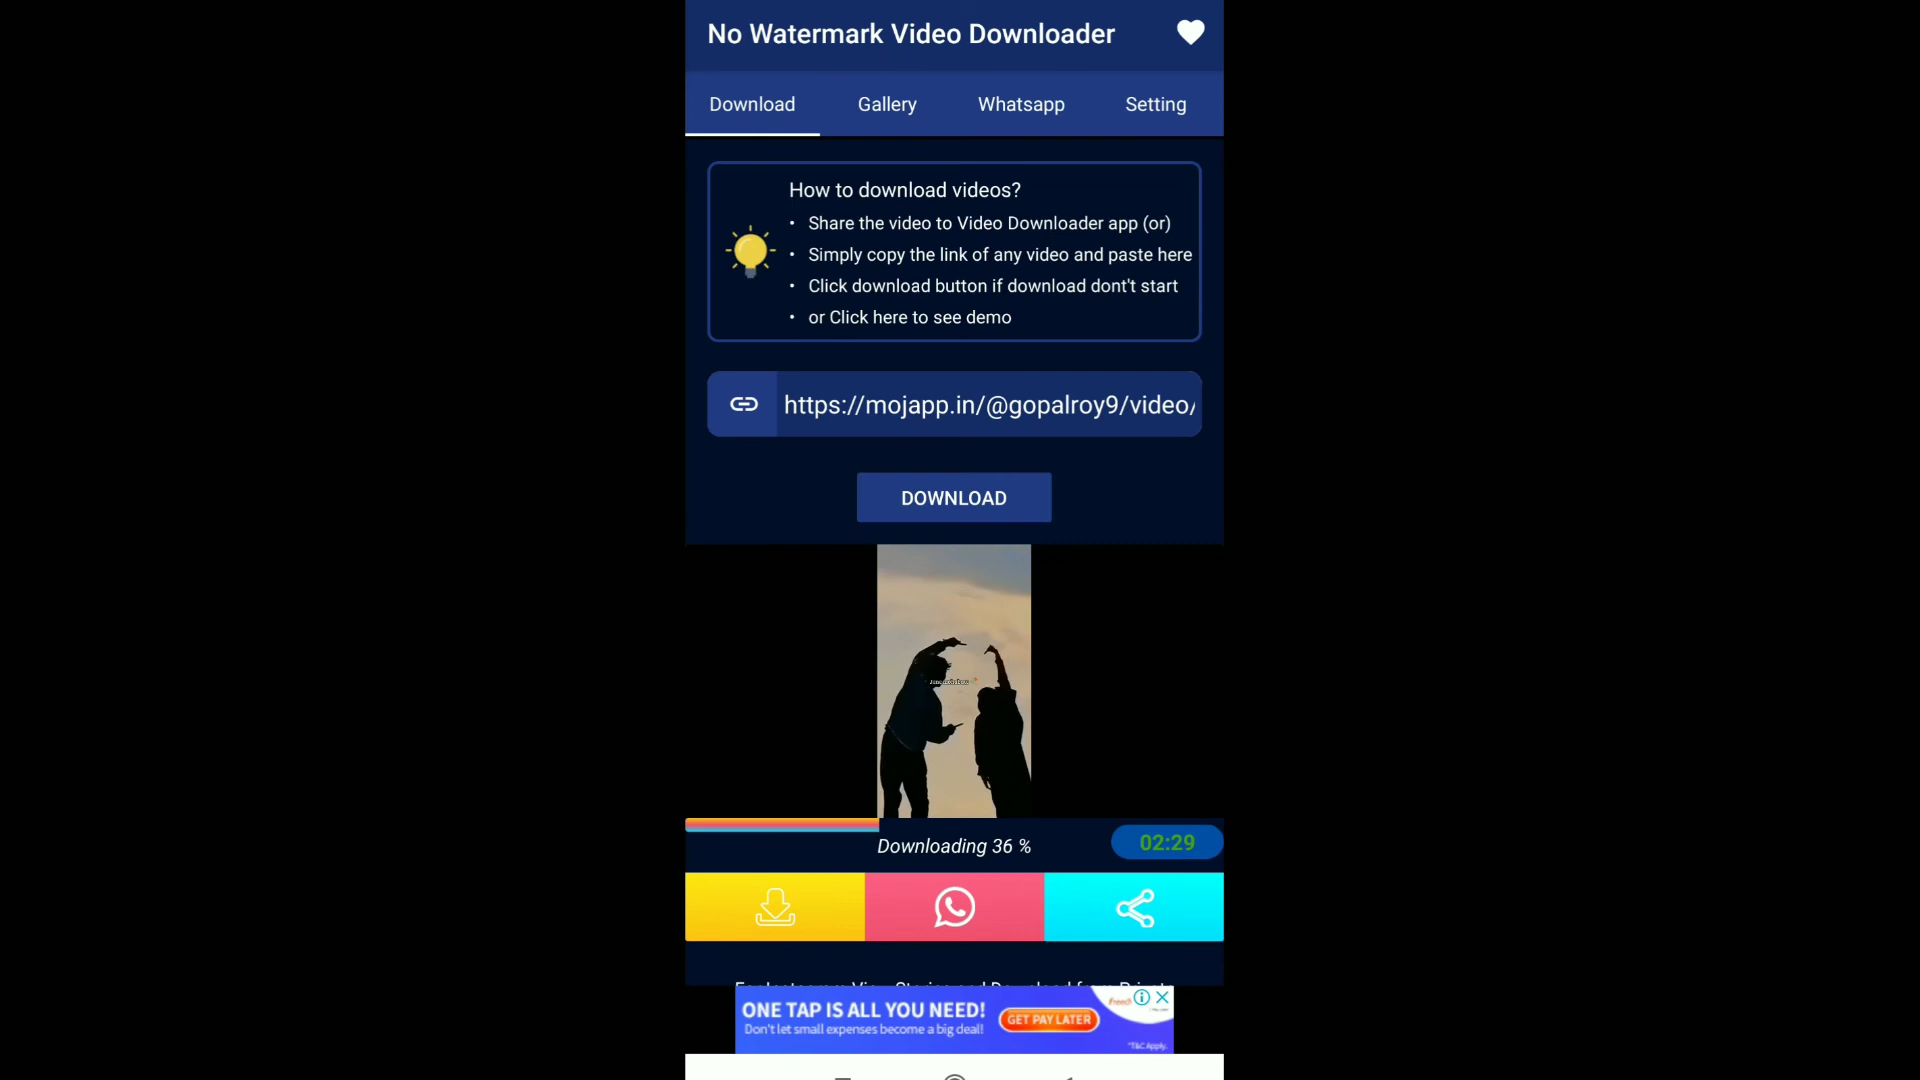 No Watermark Video Downloader
Download Gallery Whatsapp Setting
How to download videos?
• Share the video to Video Downloader app (or)
• Simply copy the link of any video and paste here
• Click download button if download dont't start
• or Click here to see demo
https://mojapp.in/@gopalroy9/video/
DOWNLOAD
Downloading 36 %
02:29
ONE TAP IS ALL YOU NEED!
Don't let small expenses become a big deal!
GET PAY LATER
*T&C Apply.